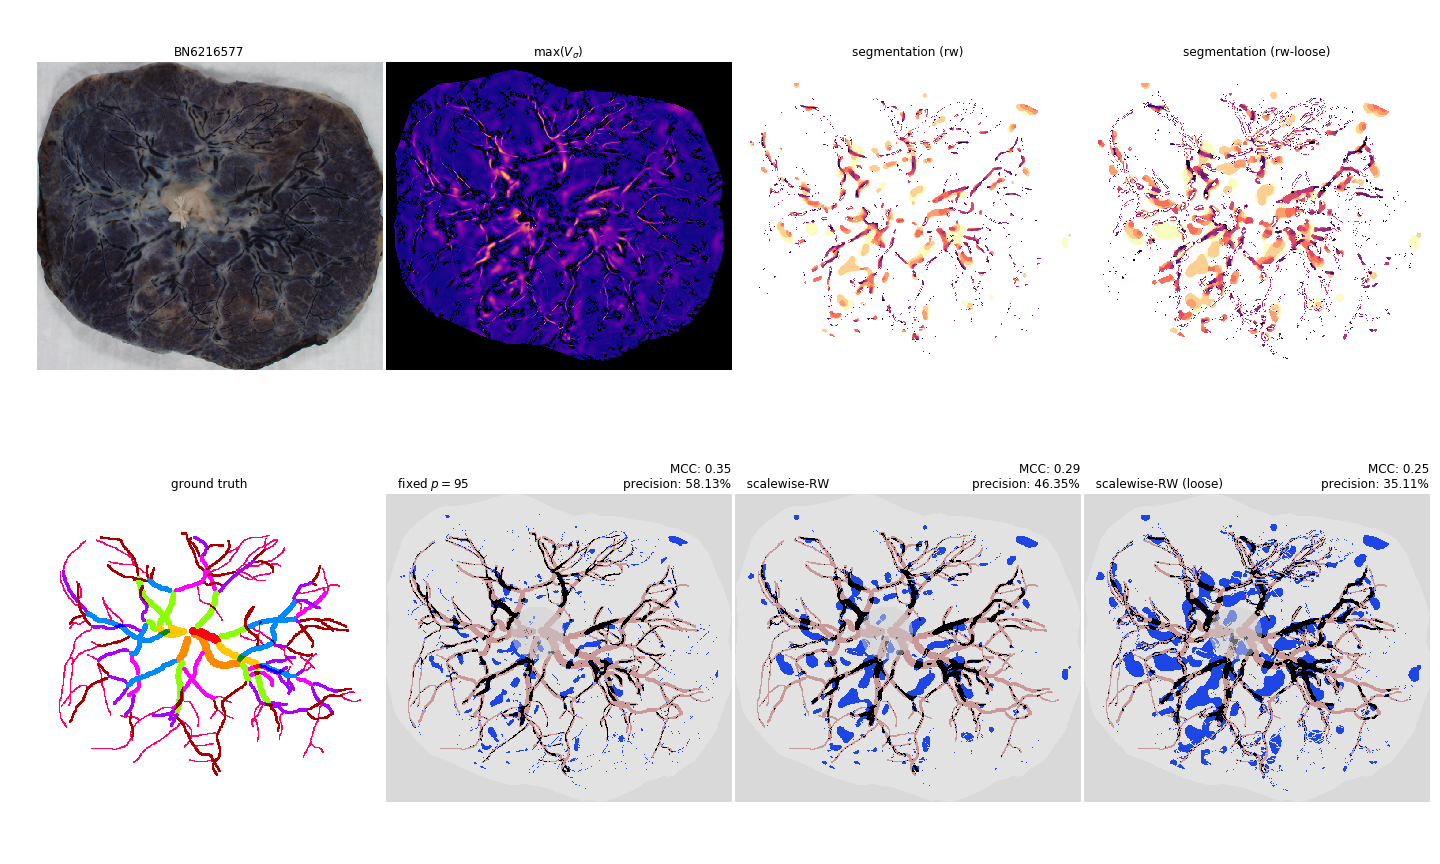 BN6216577
max(V_σ)
segmentation (rw)
segmentation (rw-loose)
ground truth
fixed p = 95
MCC: 0.35
precision: 58.13%
scalewise-RW
MCC: 0.29
precision: 46.35%
scalewise-RW (loose)
MCC: 0.25
precision: 35.11%